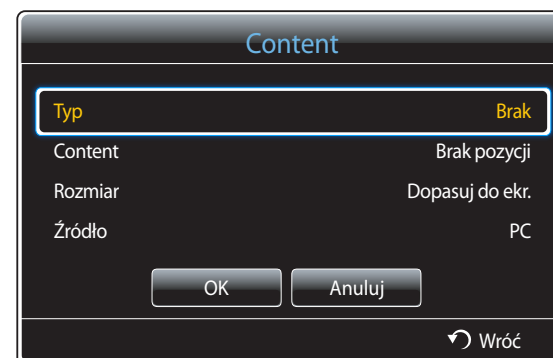 Content
Typ Brak
Content Brak pozycji
Rozmiar Dopasuj do ekr.
Źródło PC
OK Anuluj
Wróć